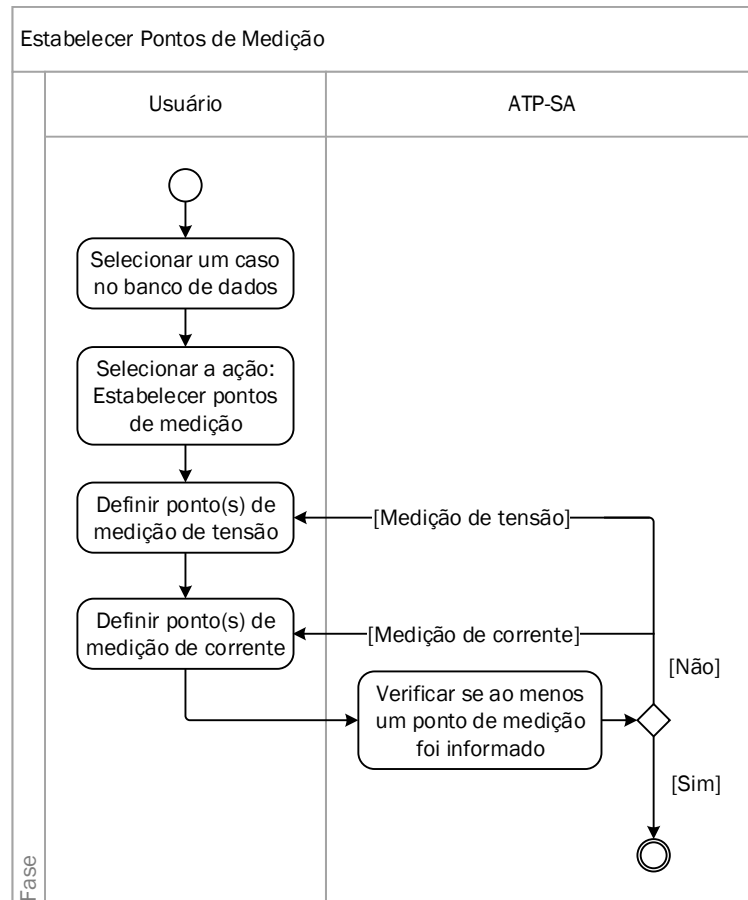 Estabelecer Pontos de Medição
Usuário
ATP-SA
Selecionar um caso
no banco de dados
Selecionar a ação:
Estabelecer pontos
de medição
Definir ponto(s) de
medição de tensão
[Medição de tensão]
Definir ponto(s) de
medição de corrente
[Medição de corrente]
[Não]
Verificar se ao menos
um ponto de medição
foi informado
[Sim]
Fase